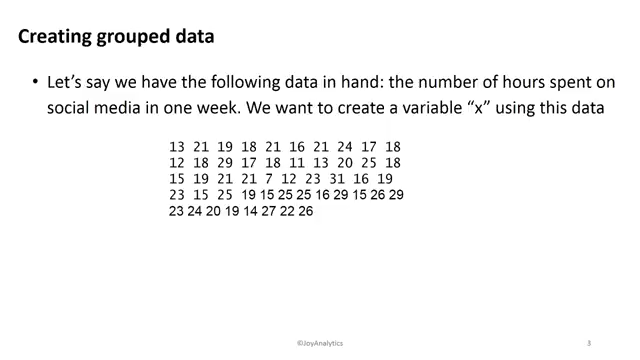 Creating grouped data
• Let's say we have the following data in hand: the number of hours spent on
social media in one week. We want to create a variable “x” using this data
13 21 19 18 21 16 21 24 17 18
12 18 29 17 18 11 13 20 25 18
15 19 21 21 7 12 23 31 16 19
23 15 25 19 15 25 25 16 29 15 26 29
23 24 20 19 14 27 22 26
©JoyAnalytics
3